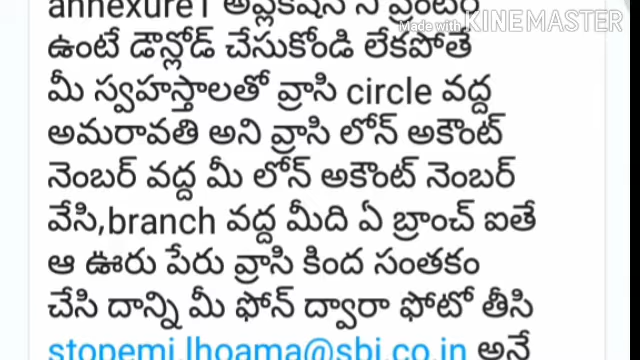 annexure1 అప్లికేషన్ ని ప్రింటర్
Made with KINEMASTER
ఉంటే డౌన్లోడ్ చేసుకోండి లేకపోతే
మీ స్వహస్తాలతో వ్రాసి circle వద్ద
అమరావతి అని వ్రాసి లోన్ అకౌంట్
నెంబర్ వద్ద మీ లోన్ అకౌంట్ నెంబర్
వేసి,branch వద్ద మీది ఏ బ్రాంచ్ ఐతే
ఆ ఊరు పేరు వ్రాసి కింద సంతకం
చేసి దాన్ని మీ ఫోన్ ద్వారా ఫోటో తీసి
stopemi.lhoama@sbi.co.in అనే